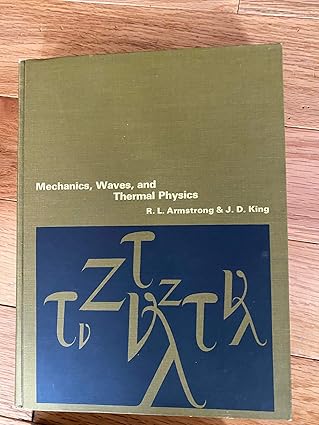 Mechanics, Waves, and
Thermal Physics
R. L. Armstrong & J. D. King